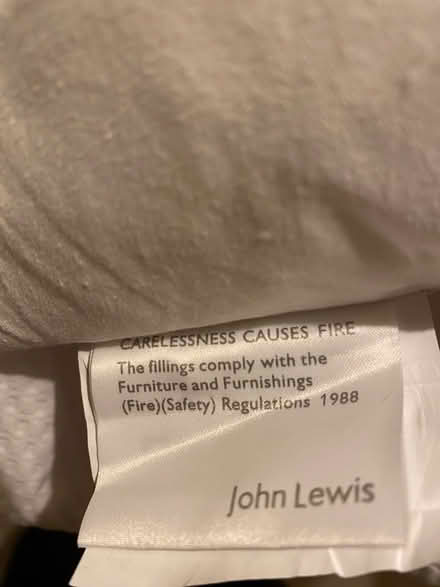 CARELESSNESS CAUSES FIRE
The fillings comply with the
Furniture and Furnishings
(Fire)(Safety) Regulations 1988
John Lewis